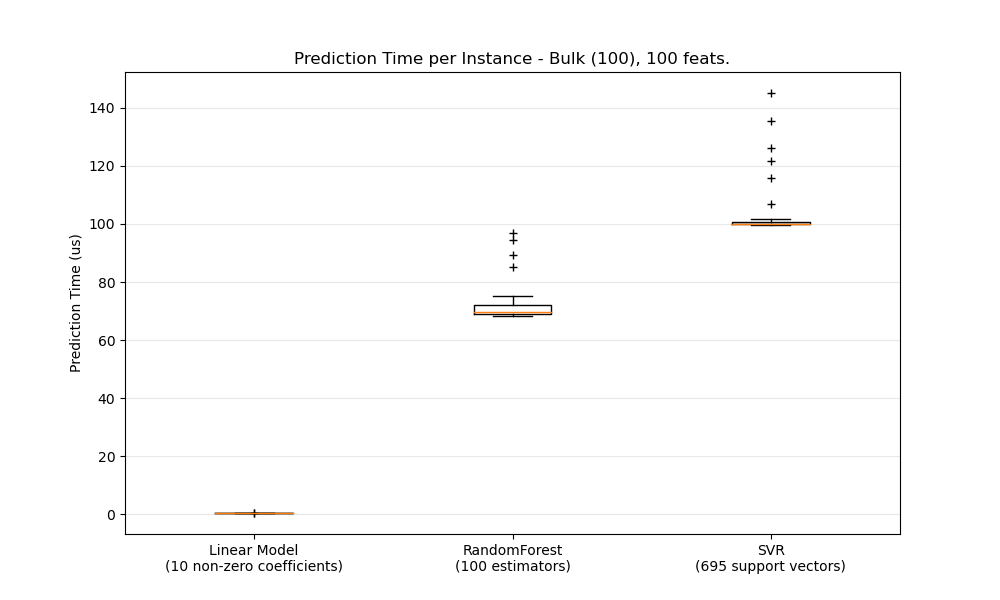 Prediction Time per Instance - Bulk (100), 100 feats.
140
120
100
80
60
40
20
0
Prediction Time (us)
Linear Model
(10 non-zero coefficients)
RandomForest
(100 estimators)
SVR
(695 support vectors)